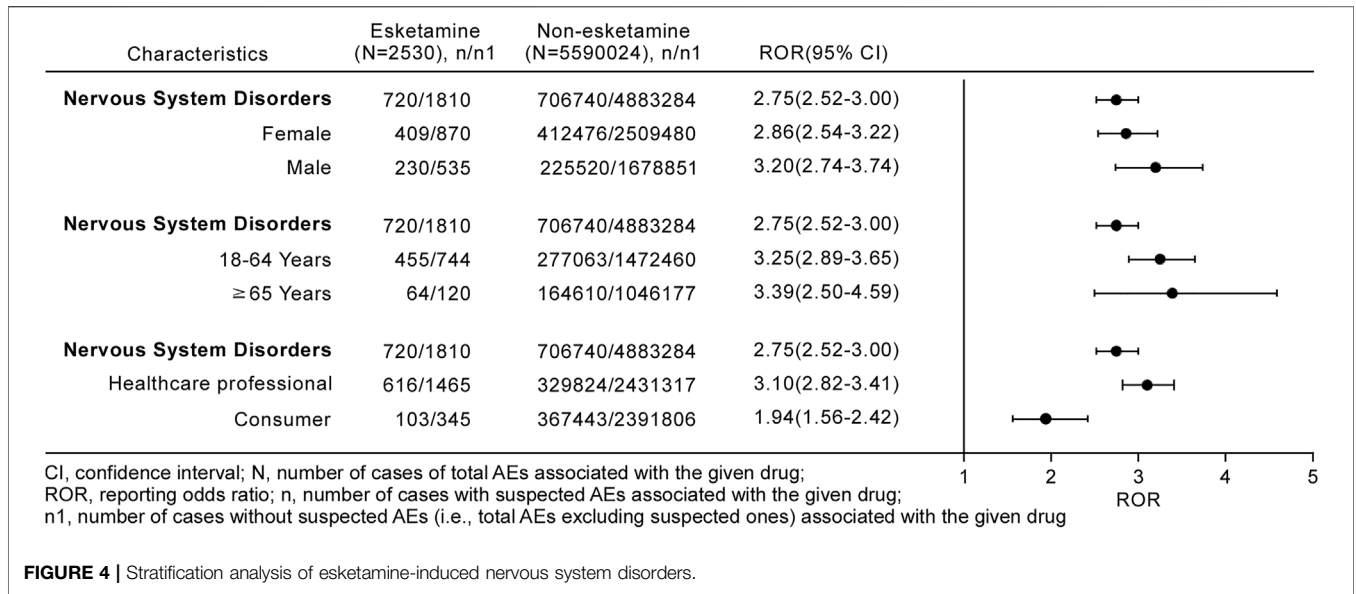 Characteristics Esketamine (N=2530), n/n1 Non-esketamine (N=5590024), n/n1 ROR(95% CI)
Nervous System Disorders 720/1810 706740/4883284 2.75(2.52-3.00)
Female 409/870 412476/2509480 2.86(2.54-3.22)
Male 230/535 225520/1678851 3.20(2.74-3.74)
Nervous System Disorders 720/1810 706740/4883284 2.75(2.52-3.00)
18-64 Years 455/744 277063/1472460 3.25(2.89-3.65)
≧65 Years 64/120 164610/1046177 3.39(2.50-4.59)
Nervous System Disorders 720/1810 706740/4883284 2.75(2.52-3.00)
Healthcare professional 616/1465 329824/2431317 3.10(2.82-3.41)
Consumer 103/345 367443/2391806 1.94(1.56-2.42)
1 2 3 4 5
ROR
CI, confidence interval; N, number of cases of total AEs associated with the given drug;
ROR, reporting odds ratio; n, number of cases with suspected AEs associated with the given drug;
n1, number of cases without suspected AEs (i.e., total AEs excluding suspected ones) associated with the given drug
FIGURE 4 | Stratification analysis of esketamine-induced nervous system disorders.